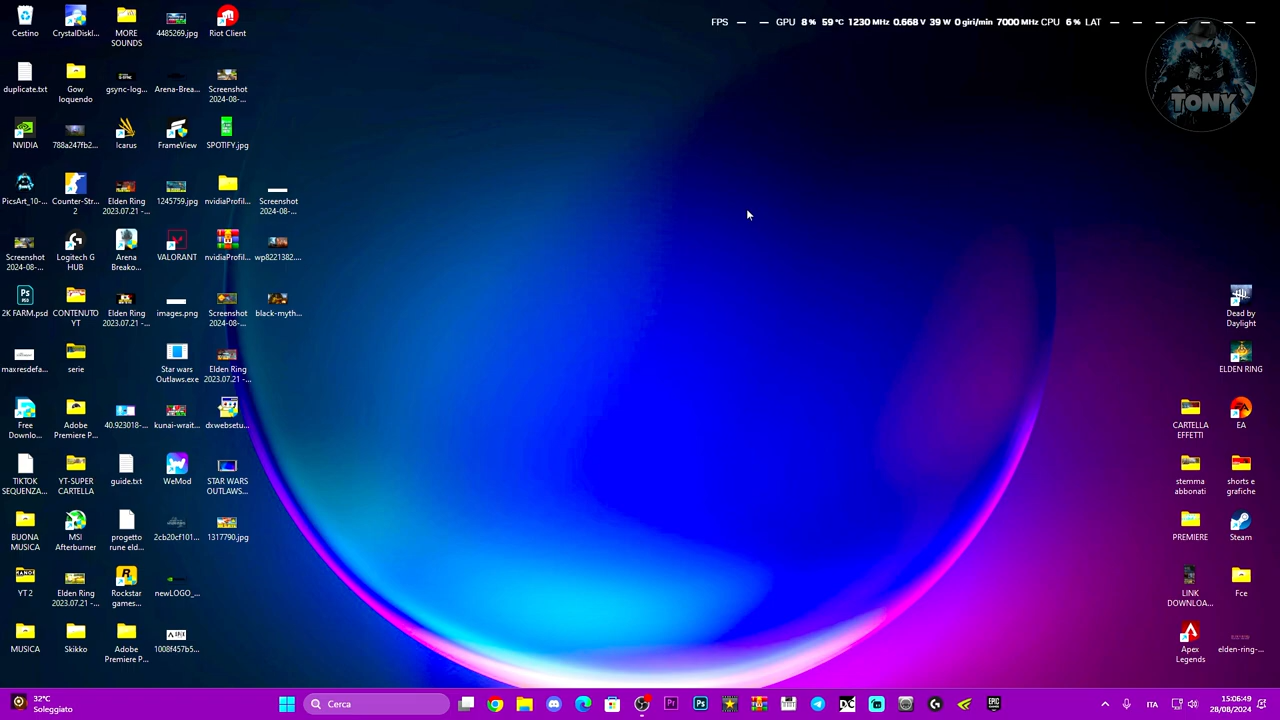 FPS — — GPU 8 % 59 °C 1230 MHz 0.668 V 39 W 0 giri/min 7000 MHz CPU 6 % LAT — — — — — — — —
TONY
Cestino
CrystalDiskI...
MORE
SOUNDS
4485269.jpg
Riot Client
duplicate.txt
Gow
loquendo
gsync-log...
Arena-Brea...
Screenshot
2024-08-...
NVIDIA
788a247fb2...
Icarus
FrameView
SPOTIFY.jpg
PicsArt_10-...
Counter-Str...
2
Elden Ring
2023.07.21 -...
1245759.jpg
nvidiaProfil...
Screenshot
2024-08-...
Screenshot
2024-08-...
Logitech G
HUB
Arena
Breako...
VALORANT
nvidiaProfil...
wp8221382....
2K FARM.psd
CONTENUTO
YT
Elden Ring
2023.07.21 -...
images.png
Screenshot
2024-08-...
black-myth...
maxresdefa...
serie
Star wars
Outlaws.exe
Elden Ring
2023.07.21 -...
Free
Downlo...
Adobe
Premiere P...
40.923018-...
kunai-wrait...
dxwebsetu...
TIKTOK
SEQUENZA...
YT-SUPER
CARTELLA
guide.txt
WeMod
STAR WARS
OUTLAWS...
BUONA
MUSICA
MSI
Afterburner
progetto
rune eld...
2cb20cf101...
1317790.jpg
YT 2
Elden Ring
2023.07.21 -...
Rockstar
games...
newLOGO_...
MUSICA
Skikko
Adobe
Premiere P...
1008f457b5...
Dead by
Daylight
ELDEN RING
CARTELLA
EFFETTI
EA
stemma
abbonati
shorts e
grafiche
PREMIERE
Steam
LINK
DOWNLOA...
Fce
Apex
Legends
elden-ring-...
32°C
Soleggiato
Cerca
ITA
15:06:49
28/08/2024